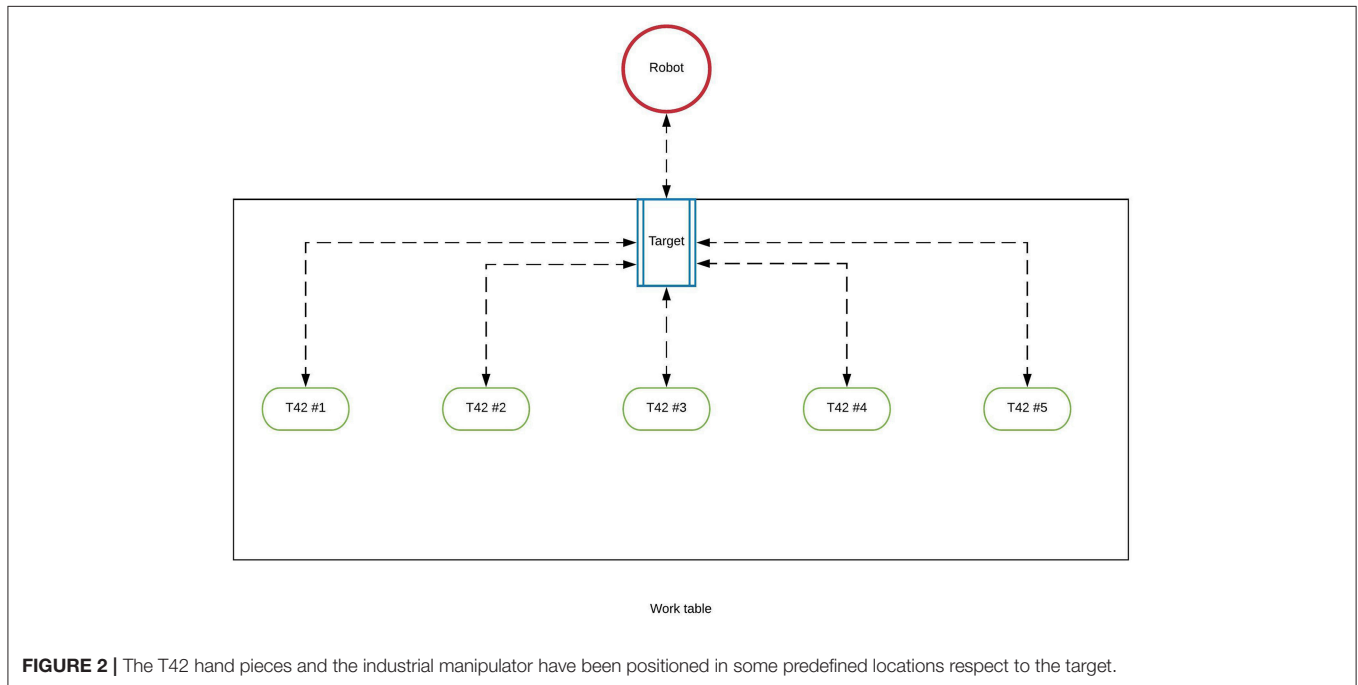 Robot
Target
T42 #1
T42 #2
T42 #3
T42 #4
T42 #5
Work table
FIGURE 2 | The T42 hand pieces and the industrial manipulator have been positioned in some predefined locations respect to the target.